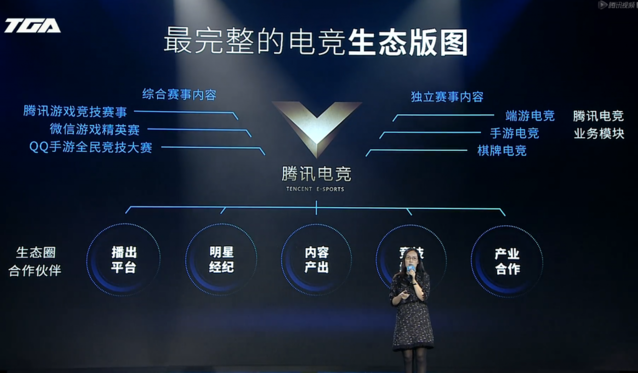 TGA
腾讯视频
最完整的电竞生态版图
综合赛事内容
独立赛事内容
腾讯游戏竞技赛事
微信游戏精英赛
QQ手游全民竞技大赛
端游电竞
手游电竞
棋牌电竞
腾讯电竞
业务模块
腾讯电竞
TENCENT E-SPORTS
生态圈
合作伙伴
播出
平台
明星
经纪
内容
产出
产业
合作